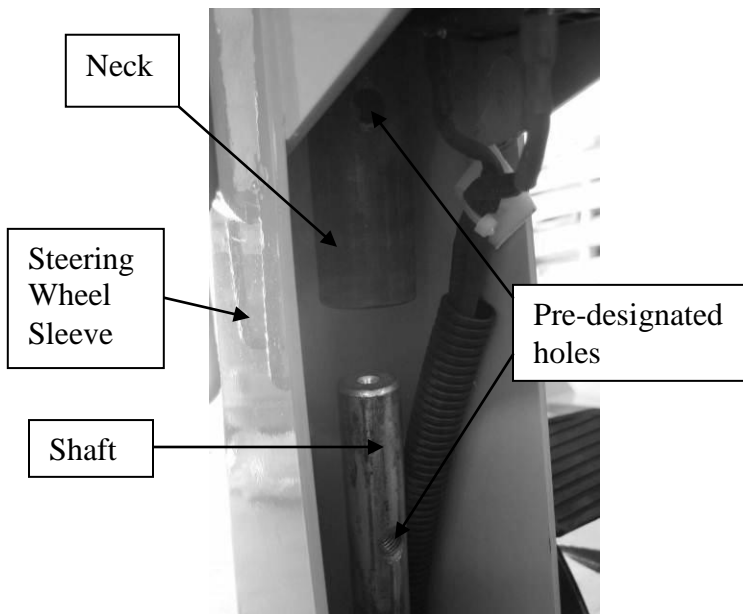 Neck
Steering
Wheel
Sleeve
Pre-designated
holes
Shaft